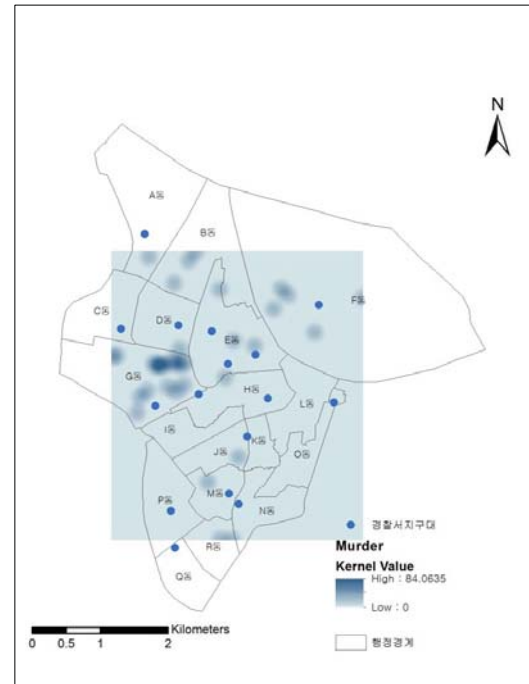 N
A동
B동
C동
D동
E동
F동
G동
H동
L동
I동
K동
J동
O동
M동
P동
N동
R동
Q동
경찰서지구대
Murder
Kernel Value
High : 84.0635
Low : 0
행정경계
Kilometers
0 0.5 1 2